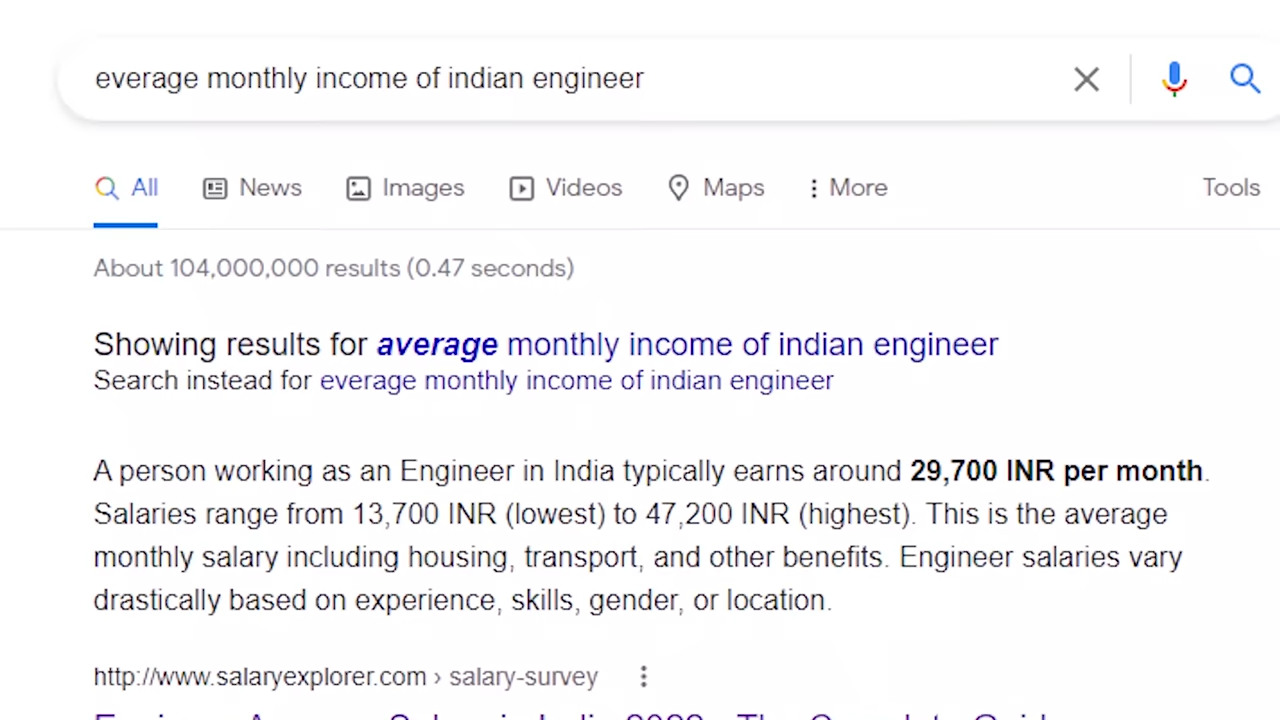 everage monthly income of indian engineer
All News Images Videos Maps More Tools
About 104,000,000 results (0.47 seconds)
Showing results for average monthly income of indian engineer
Search instead for everage monthly income of indian engineer
A person working as an Engineer in India typically earns around 29,700 INR per month.
Salaries range from 13,700 INR (lowest) to 47,200 INR (highest). This is the average
monthly salary including housing, transport, and other benefits. Engineer salaries vary
drastically based on experience, skills, gender, or location.
http://www.salaryexplorer.com › salary-survey